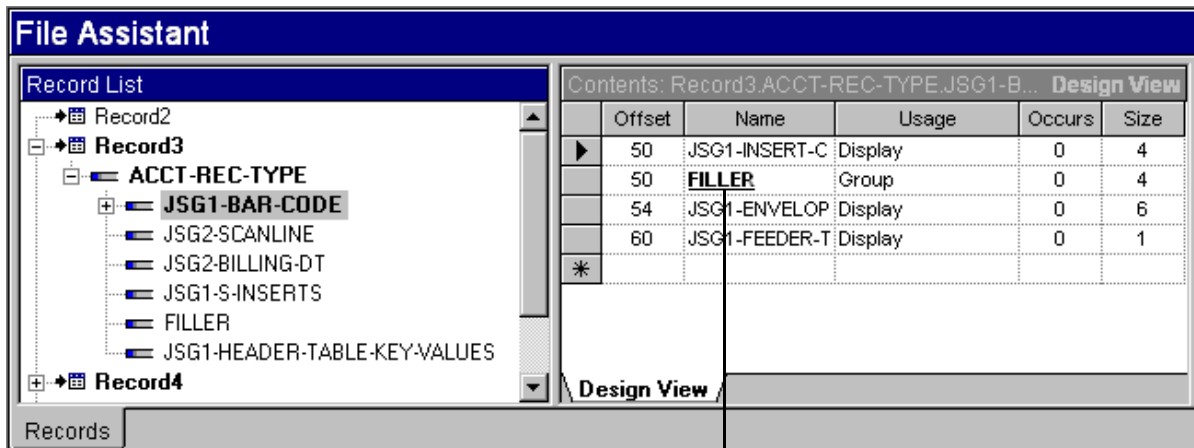 File Assistant
Record List
Record2
Record3
ACCT-REC-TYPE
JSG1-BAR-CODE
JSG2-SCANLINE
JSG2-BILLING-DT
JSG1-S-INSERTS
FILLER
JSG1-HEADER-TABLE-KEY-VALUES
Record4
Records
Contents: Record3.ACCT-REC-TYPE.JSG1-B... Design View
Offset Name Usage Occurs Size
50 JSG1-INSERT-C Display 0 4
50 FILLER Group 0 4
54 JSG1-ENVELOP Display 0 6
60 JSG1-FEEDER-T Display 0 1
Design View